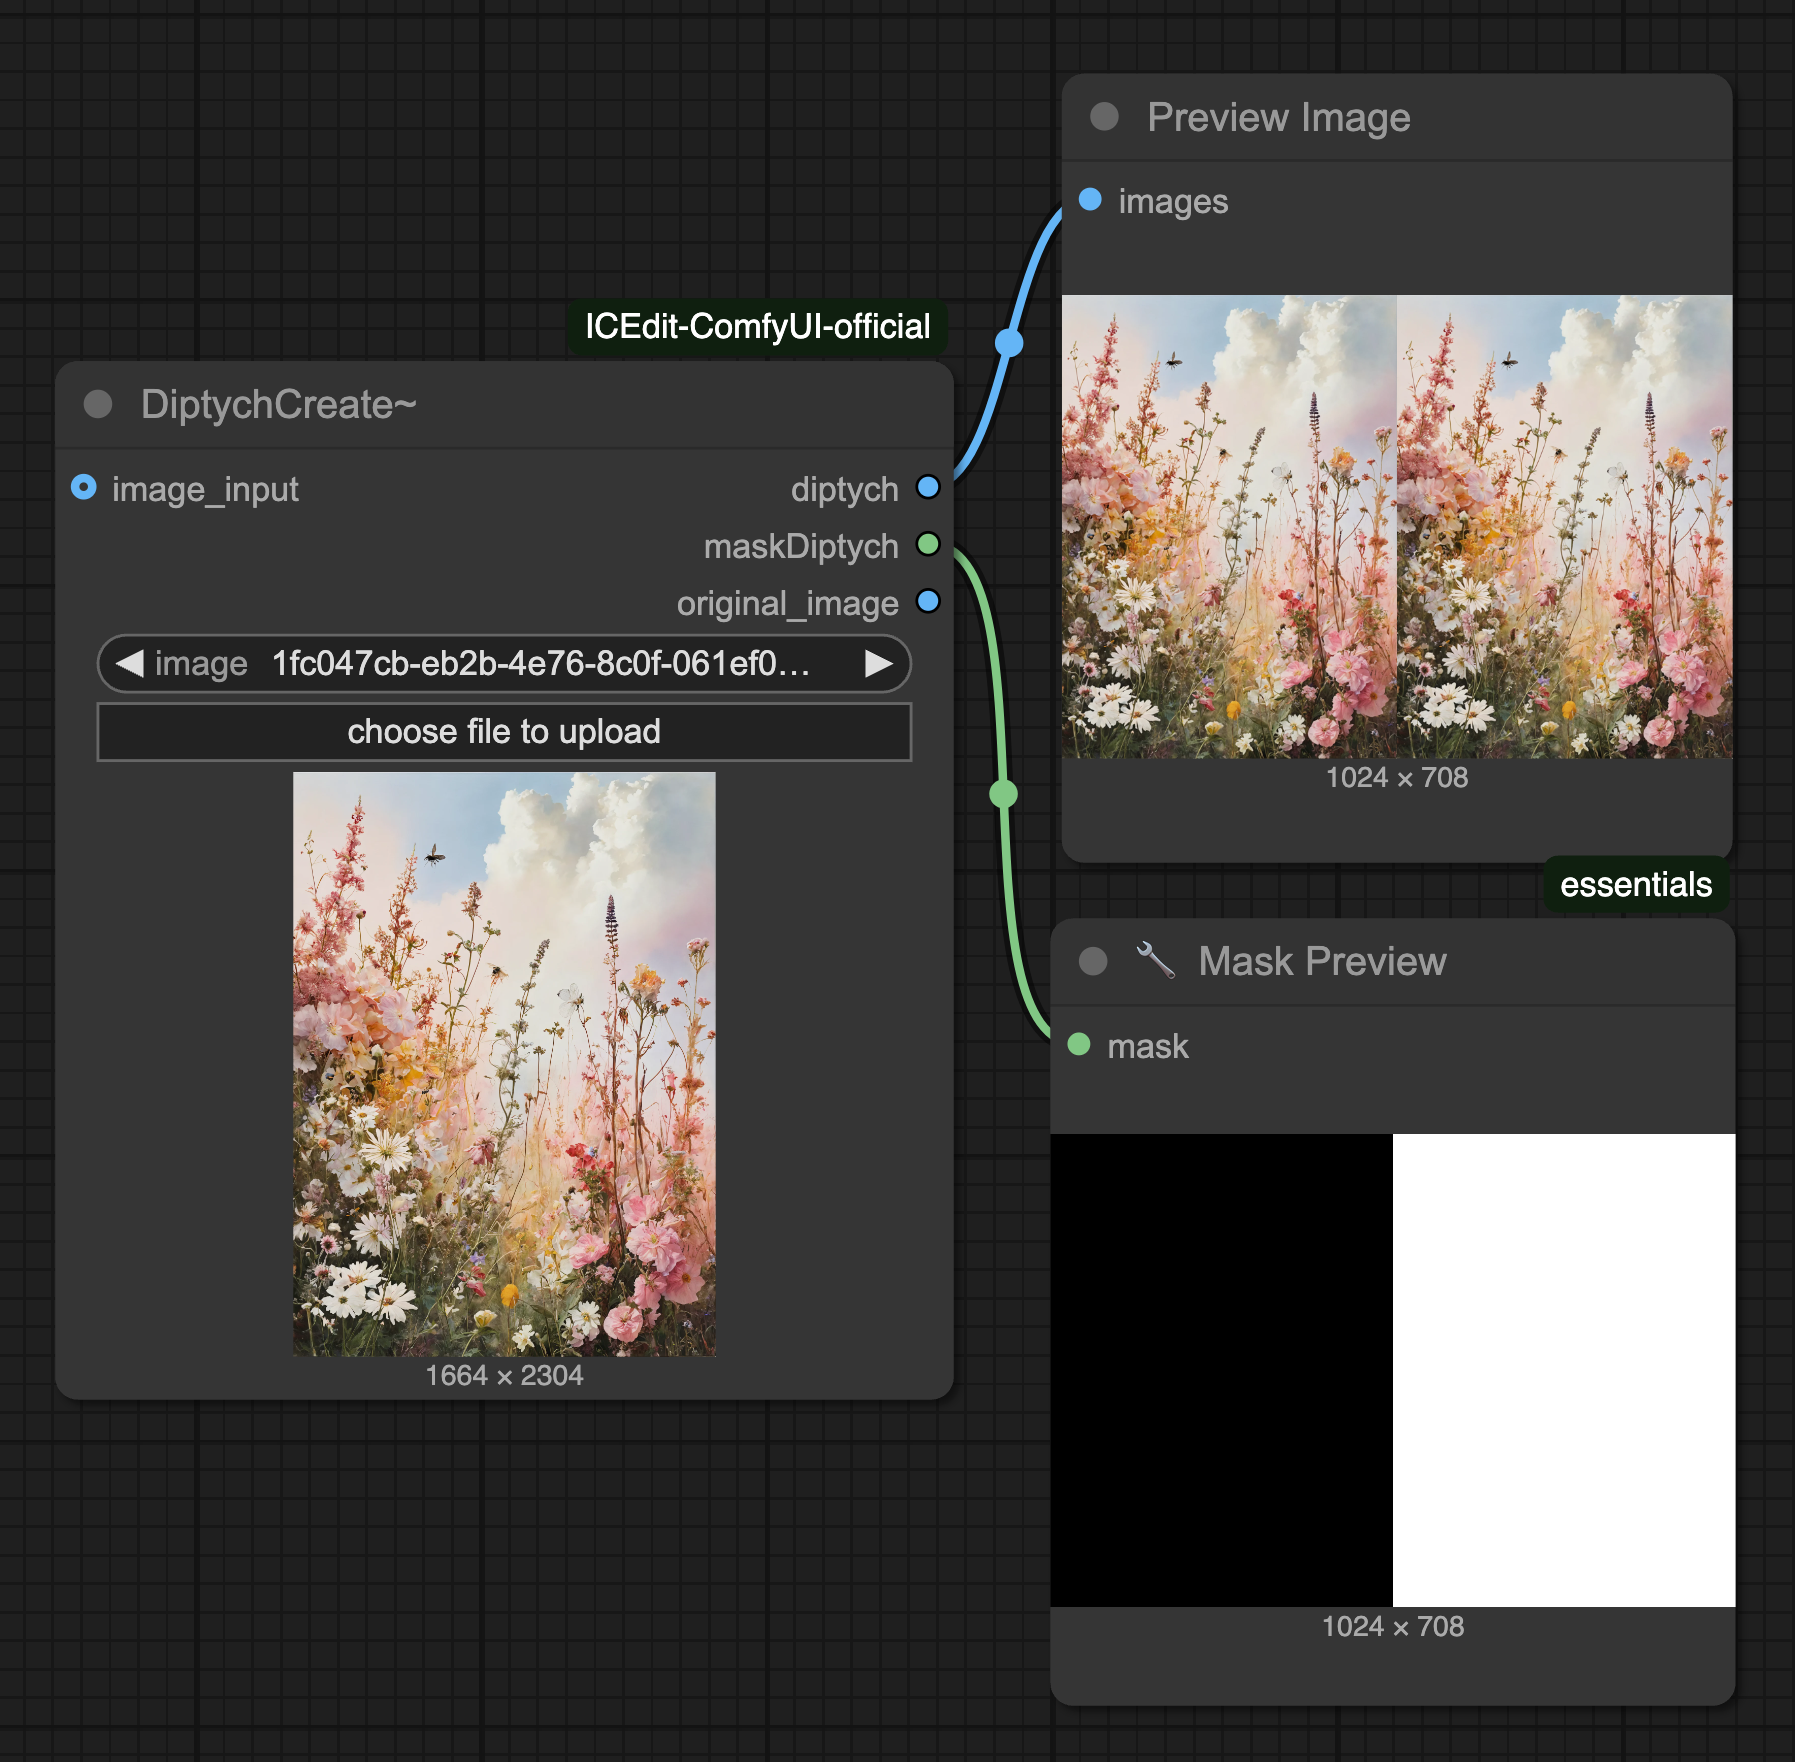 ICEdit-ComfyUI-official
DiptychCreate~
image_input
diptych
maskDiptych
original_image
image 1fc047cb-eb2b-4e76-8c0f-061ef0...
choose file to upload
1664 × 2304
Preview Image
images
1024 × 708
essentials
Mask Preview
mask
1024 × 708